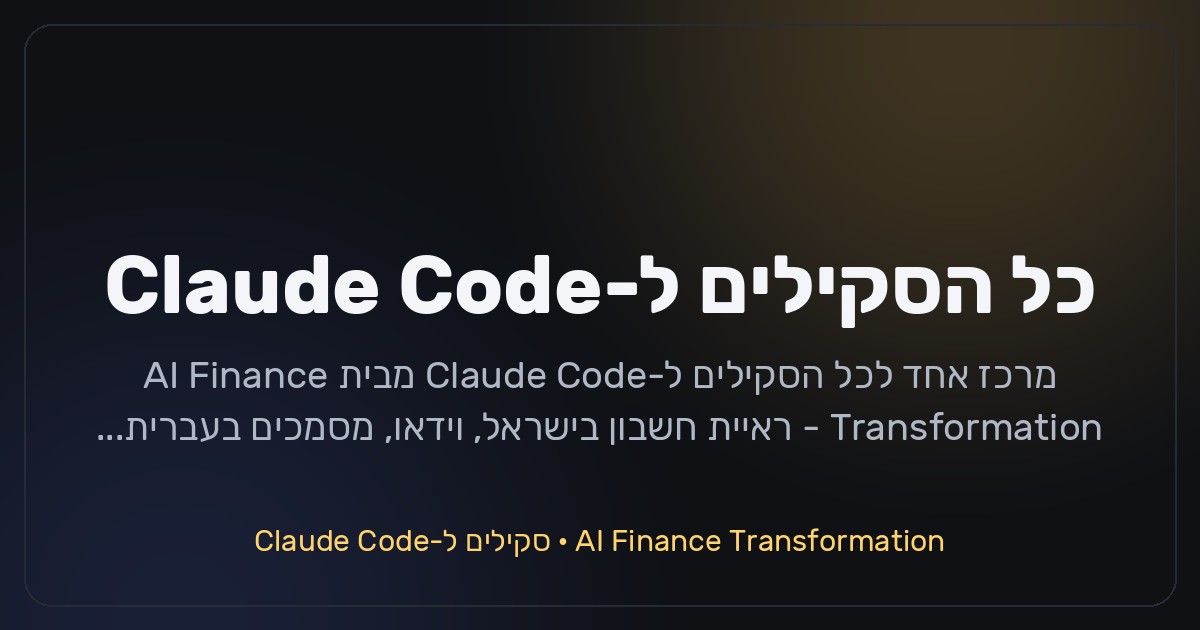 כל הסקילים ל-Claude Code
מרכז אחד לכל הסקילים ל-Claude Code מבית AI Finance
Transformation - ראיית חשבון בישראל, וידאו, מסמכים בעברית...
סקילים ל-Claude Code • AI Finance Transformation